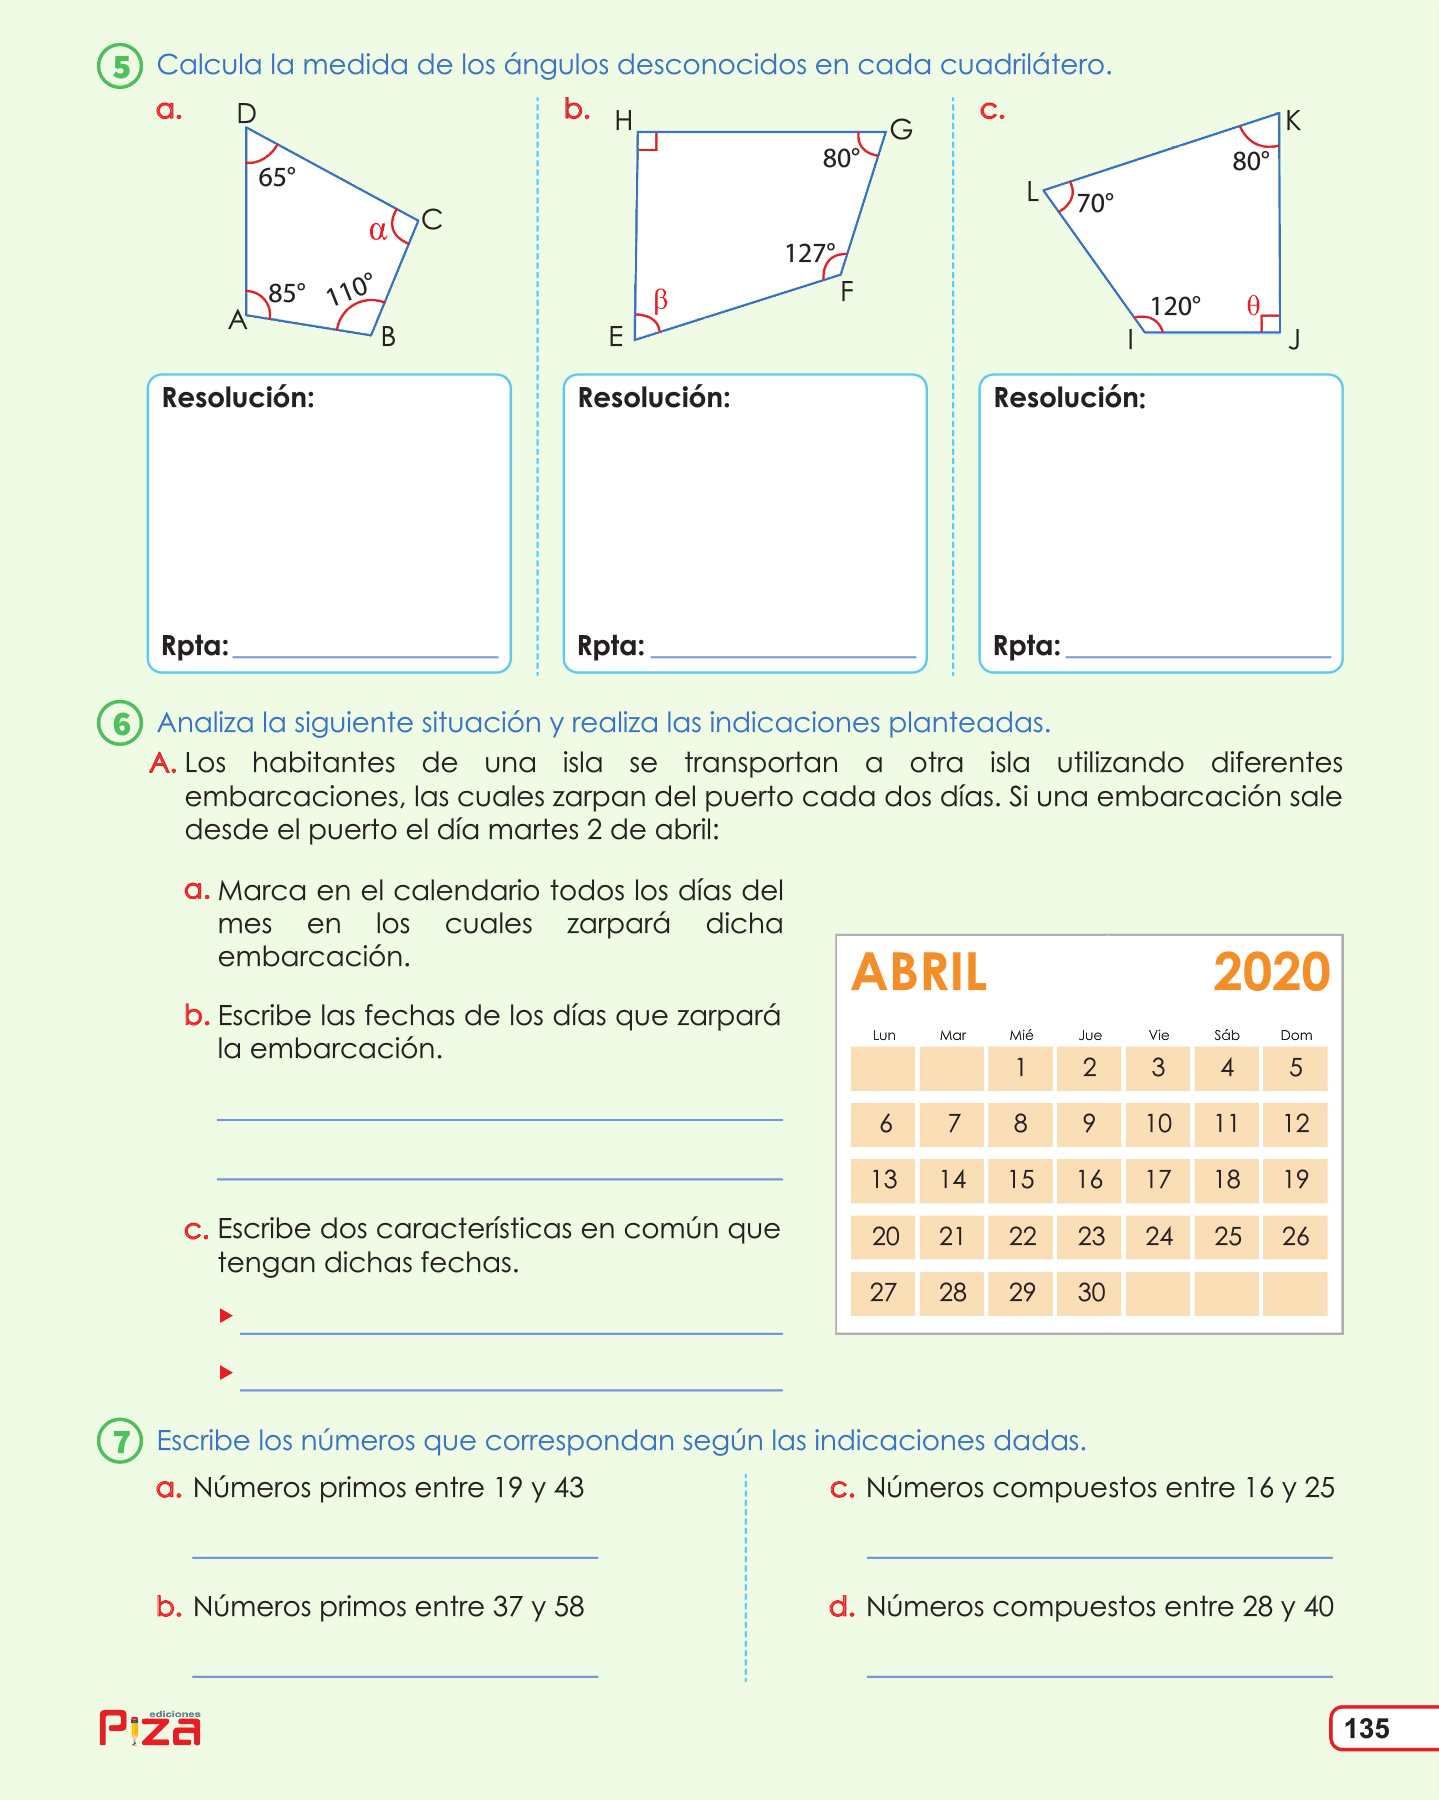 5 Calcula la medida de los ángulos desconocidos en cada cuadrilátero.
a.
D
65°
α
C
85°
110°
A
B
b.
H
G
80°
127°
F
β
E
c.
K
80°
L
70°
120°
θ
I
J
Resolución:
Rpta:
Resolución:
Rpta:
Resolución:
Rpta:
6 Analiza la siguiente situación y realiza las indicaciones planteadas.
A. Los habitantes de una isla se transportan a otra isla utilizando diferentes
embarcaciones, las cuales zarpan del puerto cada dos días. Si una embarcación sale
desde el puerto el día martes 2 de abril:
a. Marca en el calendario todos los días del
mes en los cuales zarpará dicha
embarcación.
b. Escribe las fechas de los días que zarpará
la embarcación.
c. Escribe dos características en común que
tengan dichas fechas.
ABRIL 2020
Lun Mar Mié Jue Vie Sáb Dom
1 2 3 4 5
6 7 8 9 10 11 12
13 14 15 16 17 18 19
20 21 22 23 24 25 26
27 28 29 30
7 Escribe los números que correspondan según las indicaciones dadas.
a. Números primos entre 19 y 43
b. Números primos entre 37 y 58
c. Números compuestos entre 16 y 25
d. Números compuestos entre 28 y 40
ediciones
Piza
135